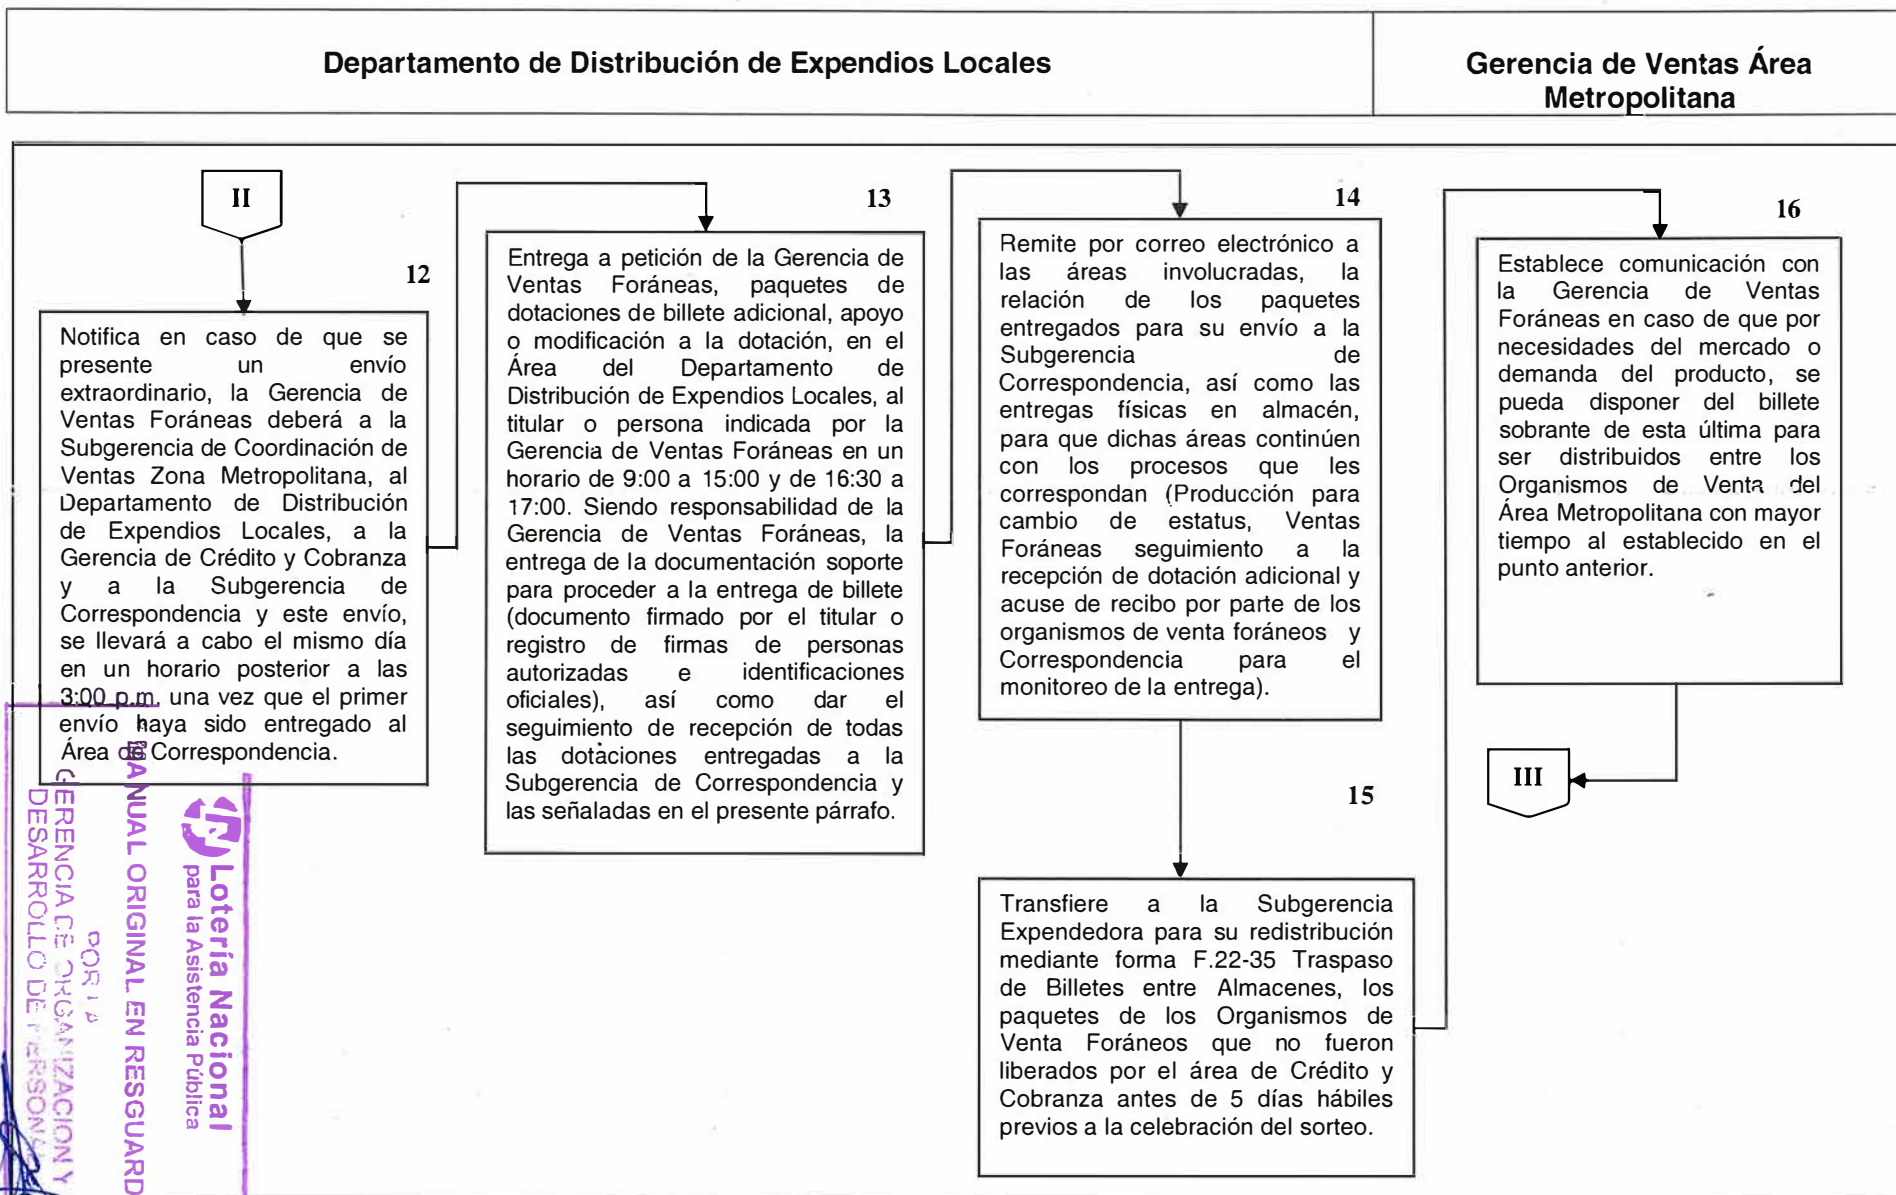 Departamento de Distribución de Expendios Locales
Gerencia de Ventas Área
Metropolitana
II
12
Notifica en caso de que se
presente un envío
extraordinario, la Gerencia de
Ventas Foráneas deberá a la
Subgerencia de Coordinación de
Ventas Zona Metropolitana, al
Departamento de Distribución
de Expendios Locales, a la
Gerencia de Crédito y Cobranza
y a la Subgerencia de
Correspondencia y este envío,
se llevará a cabo el mismo día
en un horario posterior a las
3:00 p.m. una vez que el primer
envío haya sido entregado al
Área de Correspondencia.
13
Entrega a petición de la Gerencia de
Ventas Foráneas, paquetes de
dotaciones de billete adicional, apoyo
o modificación a la dotación, en el
Área del Departamento de
Distribución de Expendios Locales, al
titular o persona indicada por la
Gerencia de Ventas Foráneas en un
horario de 9:00 a 15:00 y de 16:30 a
17:00. Siendo responsabilidad de la
Gerencia de Ventas Foráneas, la
entrega de la documentación soporte
para proceder a la entrega de billete
(documento firmado por el titular o
registro de firmas de personas
autorizadas e identificaciones
oficiales), así como dar el
seguimiento de recepción de todas
las dotaciones entregadas a la
Subgerencia de Correspondencia y
las señaladas en el presente párrafo.
14
Remite por correo electrónico a
las áreas involucradas, la
relación de los paquetes
entregados para su envío a la
Subgerencia de
Correspondencia, así como las
entregas físicas en almacén,
para que dichas áreas continúen
con los procesos que les
correspondan (Producción para
cambio de estatus, Ventas
Foráneas seguimiento a la
recepción de dotación adicional y
acuse de recibo por parte de los
organismos de venta foráneos y
Correspondencia para el
monitoreo de la entrega).
15
Transfiere a la Subgerencia
Expendedora para su redistribución
mediante forma F.22-35 Traspaso
de Billetes entre Almacenes, los
paquetes de los Organismos de
Venta Foráneos que no fueron
liberados por el área de Crédito y
Cobranza antes de 5 días hábiles
previos a la celebración del sorteo.
16
Establece comunicación con
la Gerencia de Ventas
Foráneas en caso de que por
necesidades del mercado o
demanda del producto, se
pueda disponer del billete
sobrante de esta última para
ser distribuidos entre los
Organismos de Venta del
Área Metropolitana con mayor
tiempo al establecido en el
punto anterior.
III
Lotería Nacional
para la Asistencia Pública
MANUAL ORIGINAL EN RESGUARD
POR LA
GERENCIA DE ORGANIZACION Y
DESARROLLO DE PERSONAL